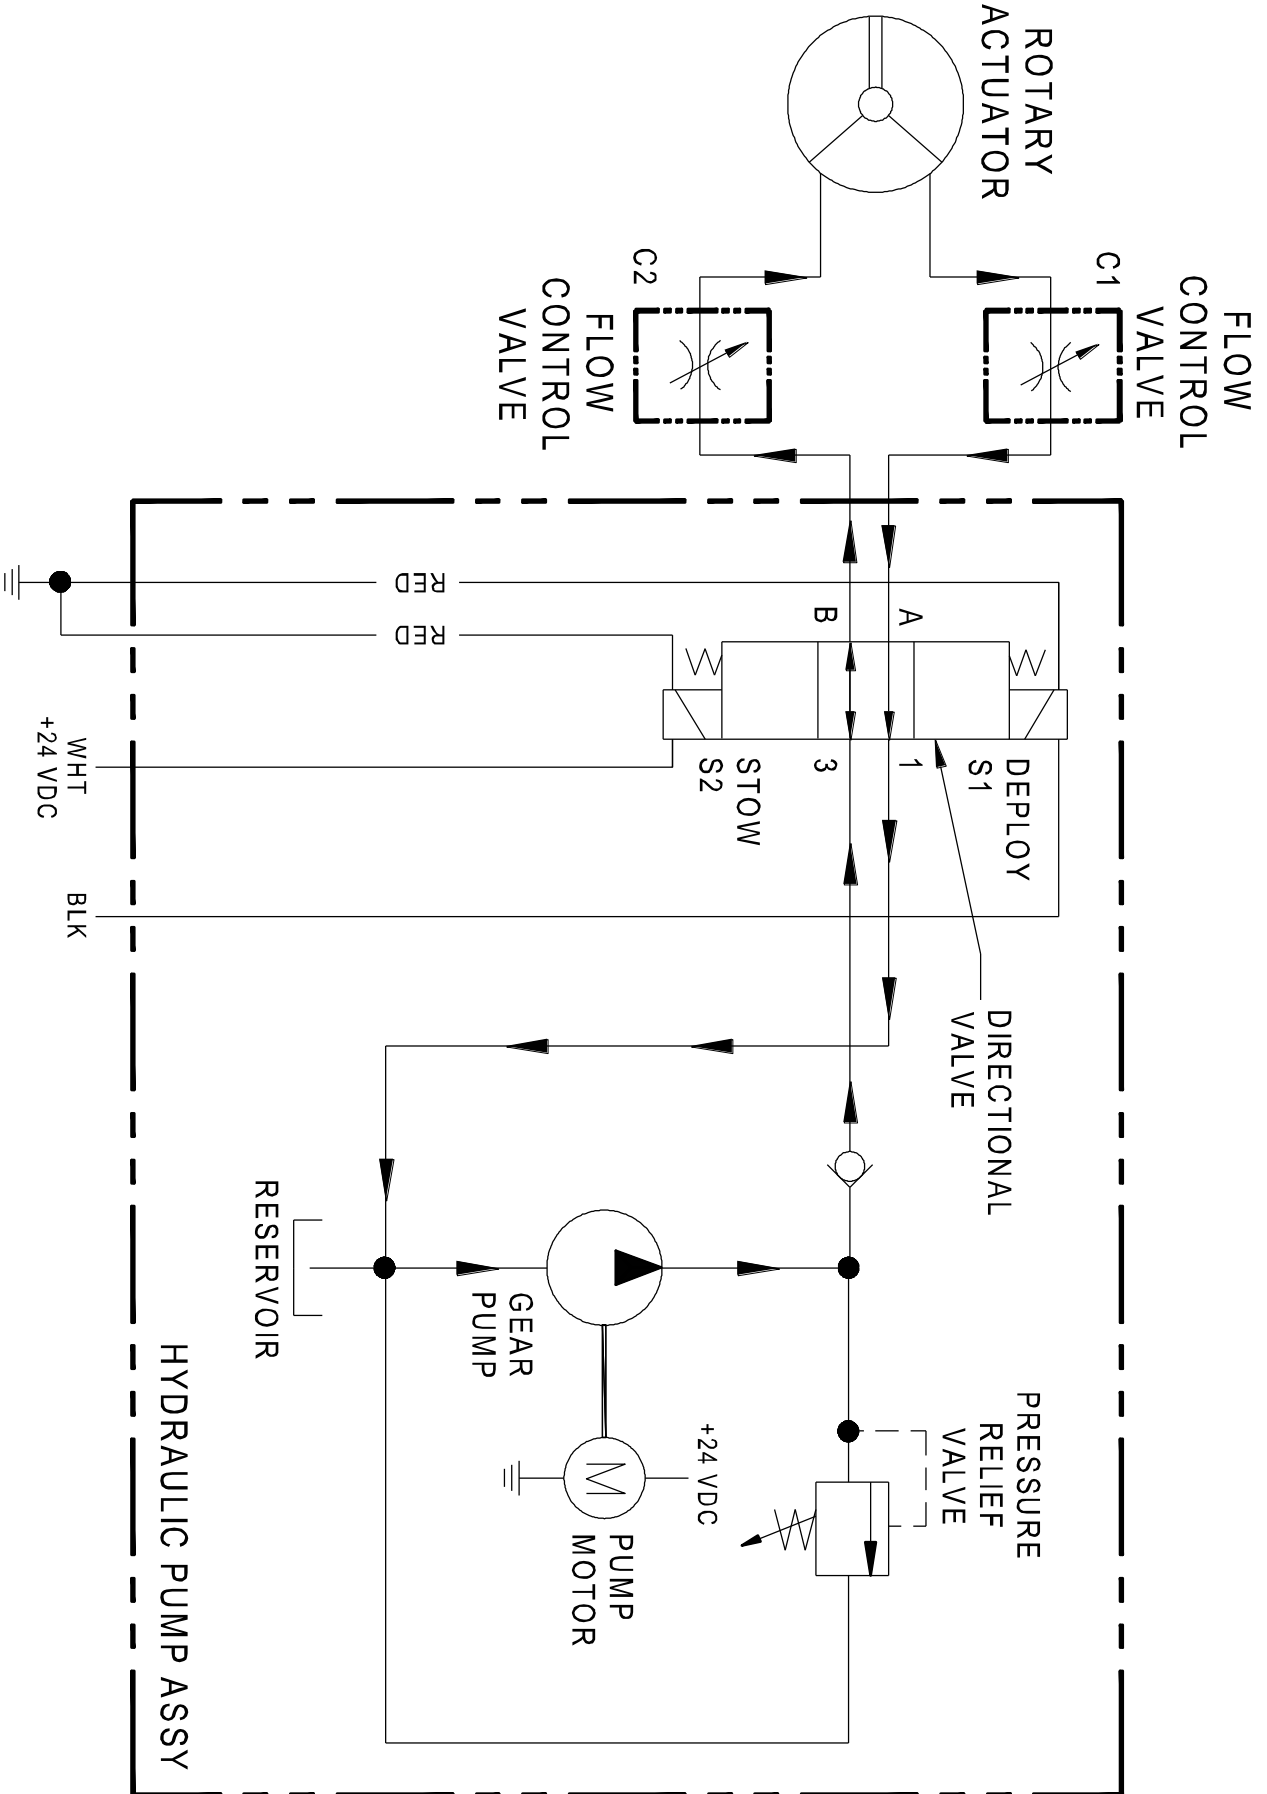 ROTARY
ACTUATOR
FLOW
CONTROL
VALVE
C1
C2
FLOW
CONTROL
VALVE
RED
RED
A
B
1
3
DEPLOY
S1
STOW
S2
WHT
+24 VDC
BLK
DIRECTIONAL
VALVE
RESERVOIR
GEAR
PUMP
PRESSURE
RELIEF
VALVE
+24 VDC
M
PUMP
MOTOR
HYDRAULIC PUMP ASSY